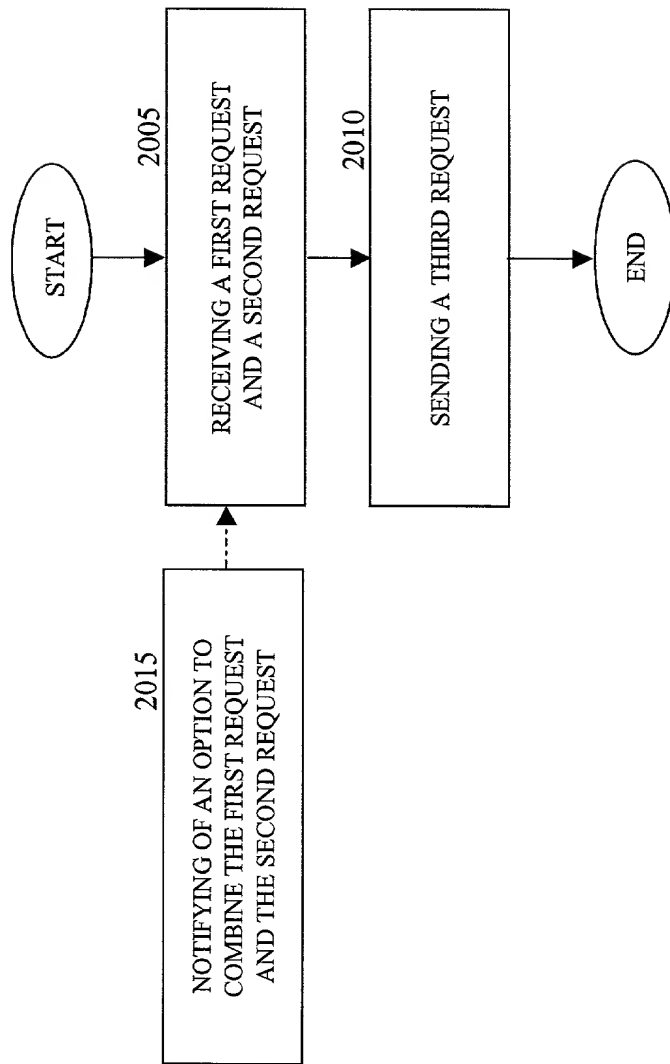 START
2005
RECEIVING A FIRST REQUEST
AND A SECOND REQUEST
2010
SENDING A THIRD REQUEST
END
2015
NOTIFYING OF AN OPTION TO
COMBINE THE FIRST REQUEST
AND THE SECOND REQUEST